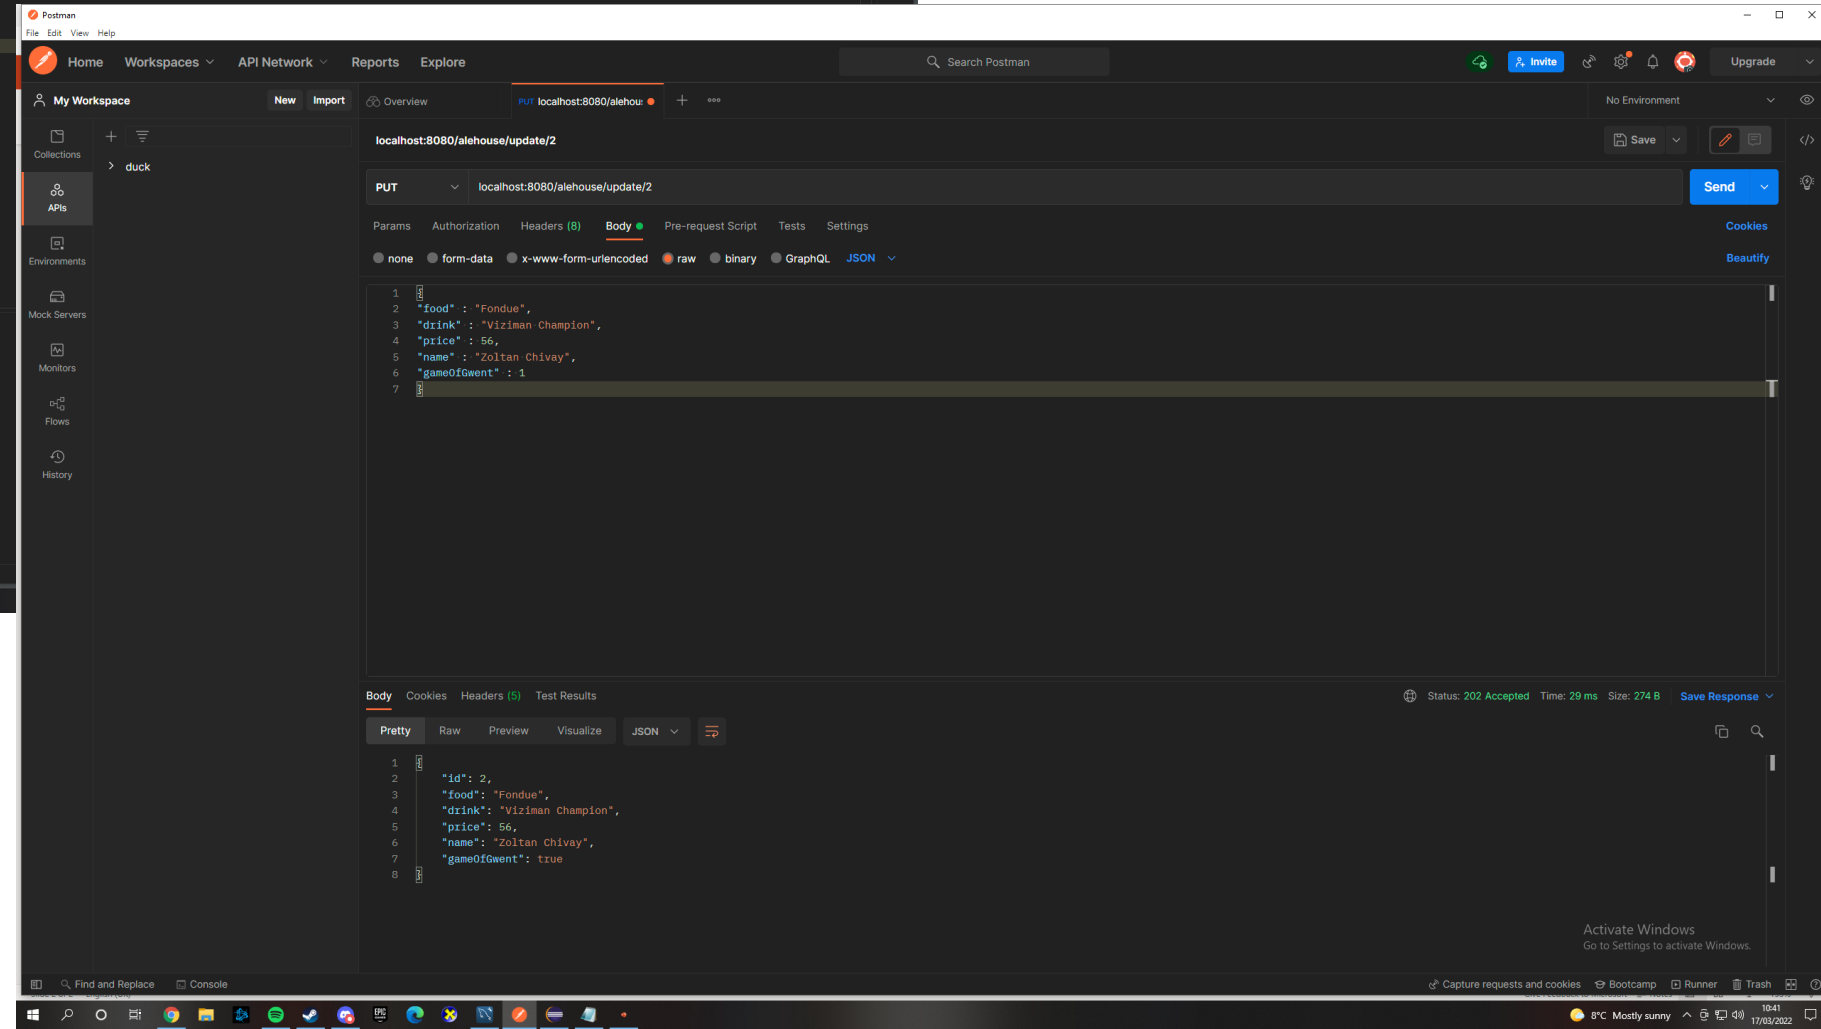 Postman
File Edit View Help
Home Workspaces API Network Reports Explore Search Postman Invite Upgrade
My Workspace New Import Overview PUT localhost:8080/alehou No Environment
Collections
duck
localhost:8080/alehouse/update/2 Save
APIs
PUT localhost:8080/alehouse/update/2 Send
Params Authorization Headers (8) Body Pre-request Script Tests Settings Cookies
Environments
none form-data x-www-form-urlencoded raw binary GraphQL JSON Beautify
Mock Servers
Monitors
Flows
History
1 {
2 "food" : "Fondue",
3 "drink" : "Viziman Champion",
4 "price" : 56,
5 "name" : "Zoltan Chivay",
6 "gameOfGwent" : 1
7 }
Body Cookies Headers (5) Test Results Status: 202 Accepted Time: 29 ms Size: 274 B Save Response
Pretty Raw Preview Visualize JSON
1 {
2 "id": 2,
3 "food": "Fondue",
4 "drink": "Viziman Champion",
5 "price": 56,
6 "name": "Zoltan Chivay",
7 "gameOfGwent": true
8 }
Activate Windows
Go to Settings to activate Windows.
Find and Replace Console Capture requests and cookies Bootcamp Runner Trash
EPIC
8°C Mostly sunny 10:41
17/03/2022